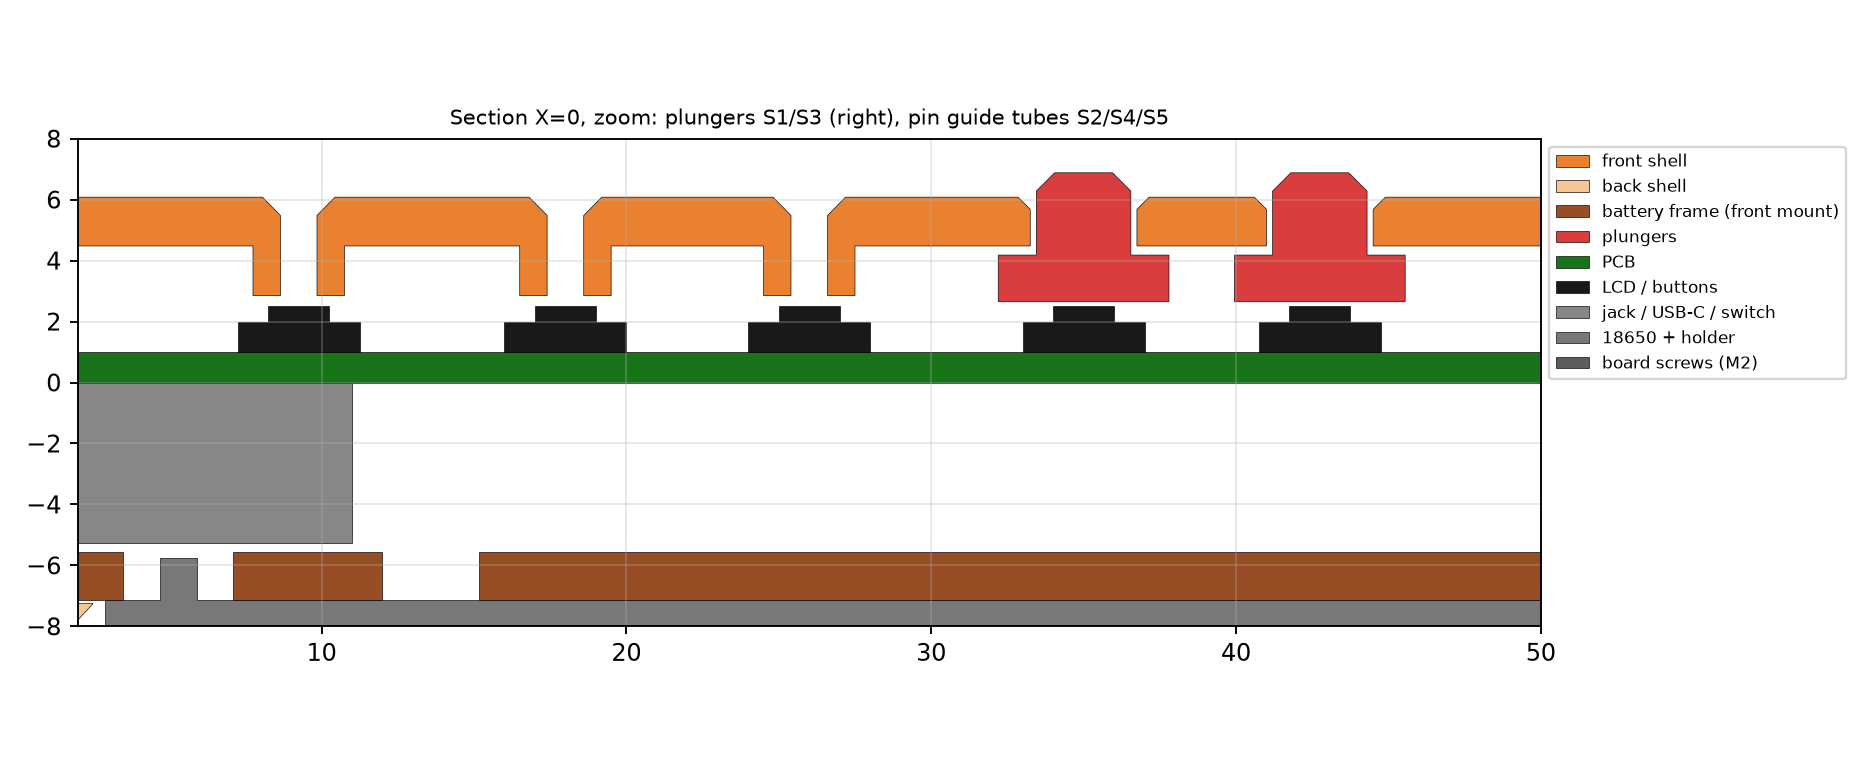 Section X=0, zoom: plungers S1/S3 (right), pin guide tubes S2/S4/S5
8
6
4
2
0
−2
−4
−6
−8
10
20
30
40
50
front shell
back shell
battery frame (front mount)
plungers
PCB
LCD / buttons
jack / USB-C / switch
18650 + holder
board screws (M2)